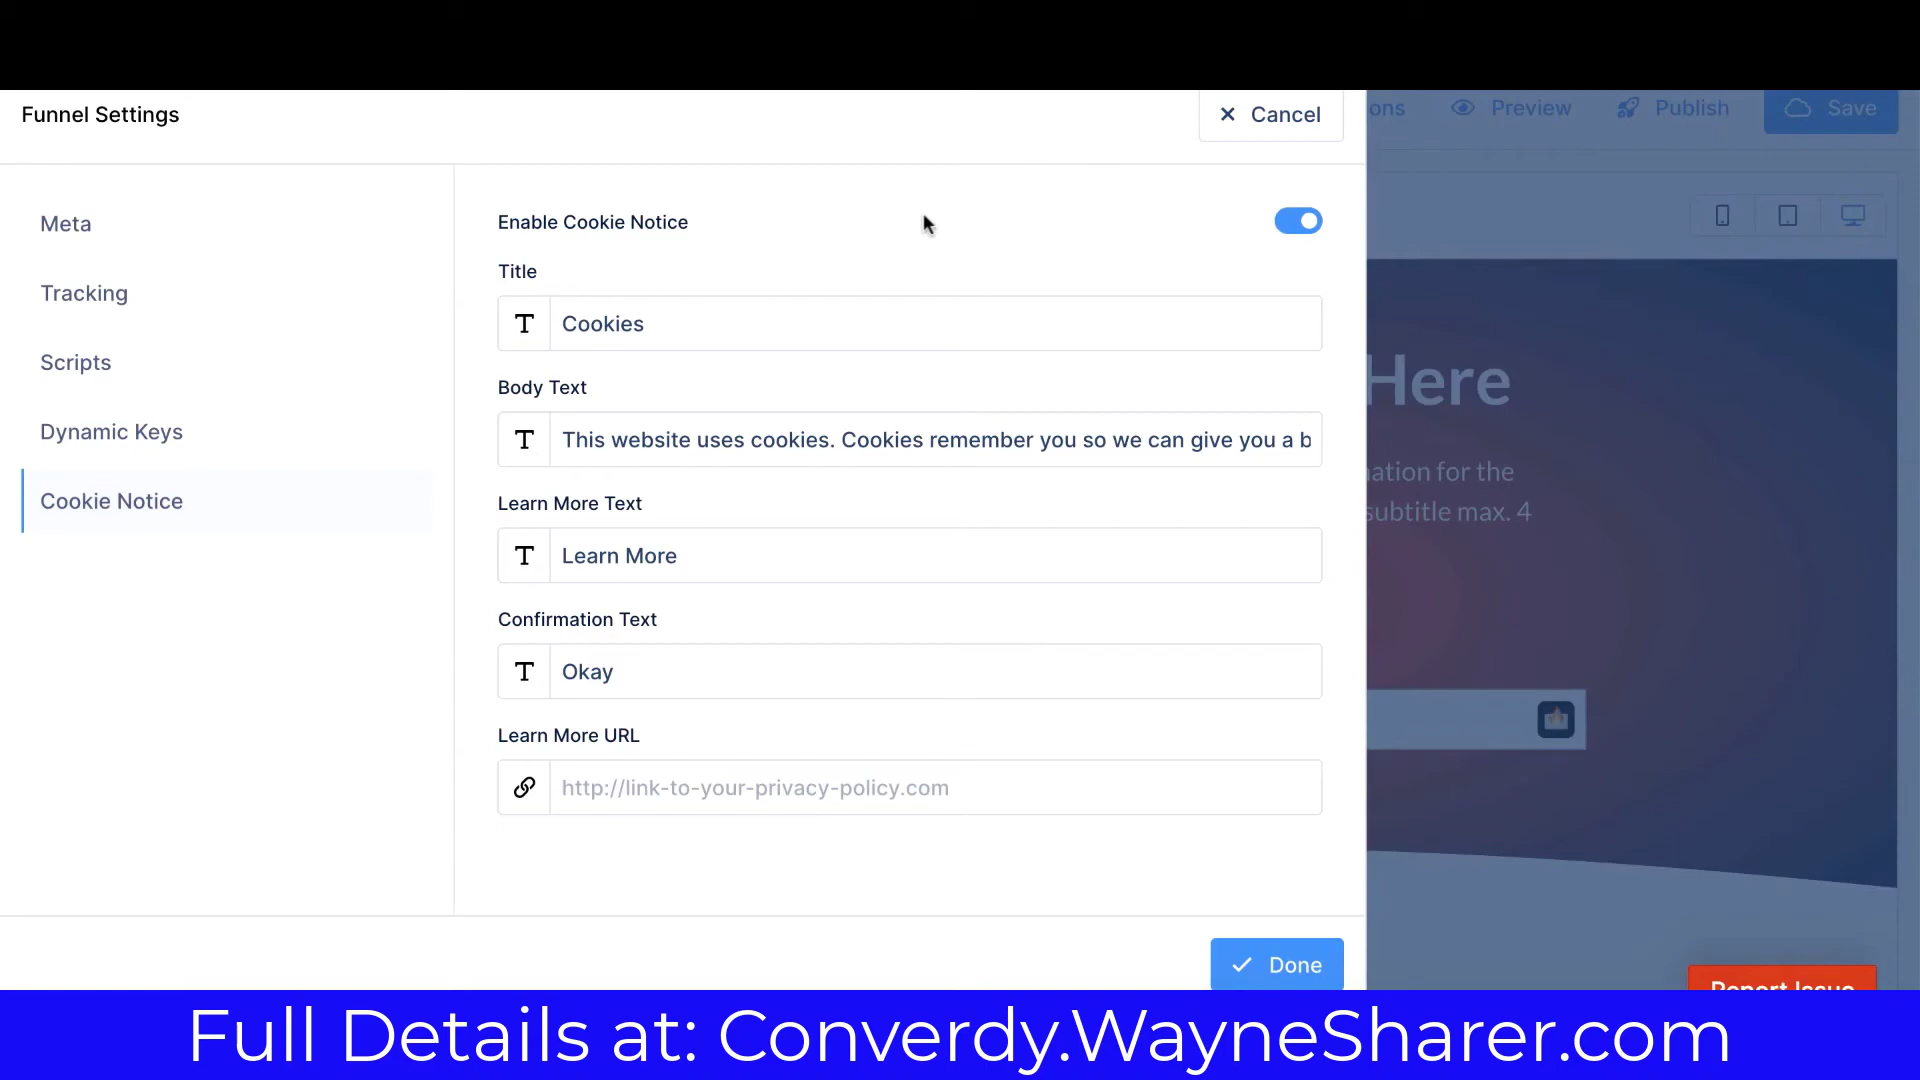 Funnel Settings
Cancel
ons
Preview
Publish
Save
Meta
Tracking
Scripts
Dynamic Keys
Cookie Notice
Enable Cookie Notice
Title
Cookies
Body Text
This website uses cookies. Cookies remember you so we can give you a b
Learn More Text
Learn More
Confirmation Text
Okay
Learn More URL
http://link-to-your-privacy-policy.com
Done
Here
ation for the
subtitle max. 4
Report Issue
Full Details at: Converdy.WayneSharer.com